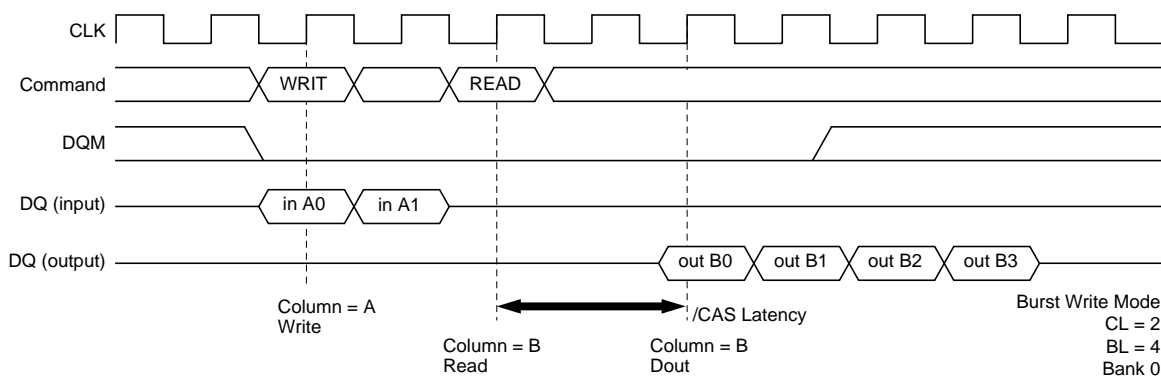 CLK
Command
WRIT
READ
DQM
DQ (input)
in A0
in A1
DQ (output)
out B0
out B1
out B2
out B3
Column = A
Write
/CAS Latency
Column = B
Read
Column = B
Dout
Burst Write Mode
CL = 2
BL = 4
Bank 0